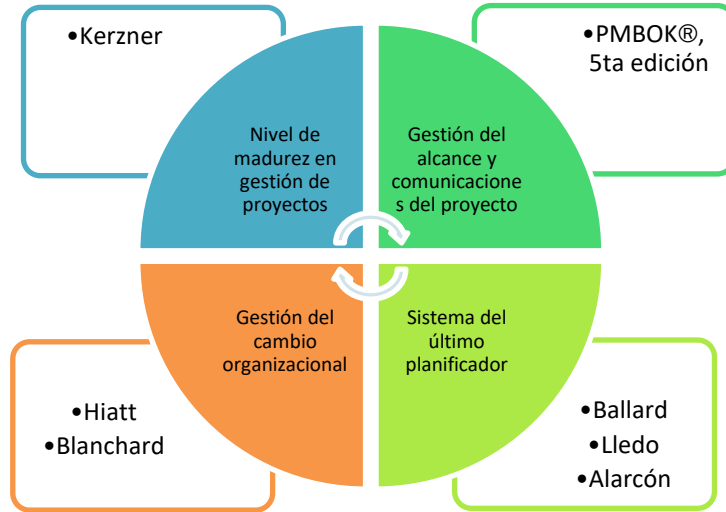 •Kerzner
•PMBOK®,
5ta edición
Nivel de
madurez en
gestión de
proyectos
Gestión del
alcance y
comunicacione
s del proyecto
Gestión del
cambio
organizacional
Sistema del
último
planificador
•Hiatt
•Blanchard
•Ballard
•Lledo
•Alarcón